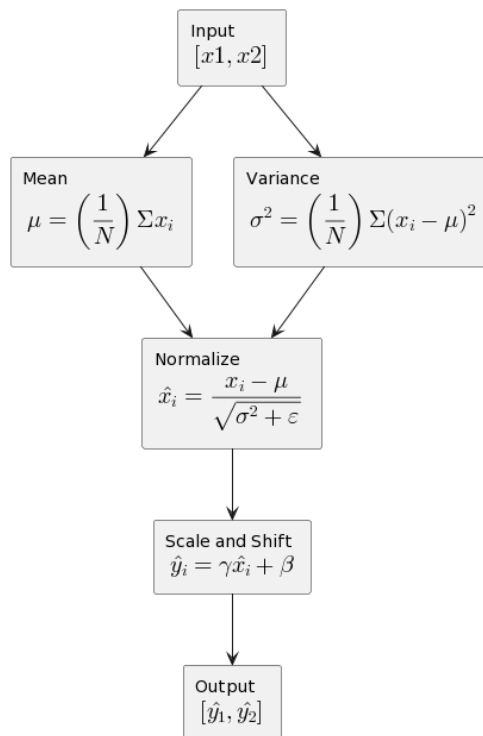 Input
[x1, x2]
Mean
μ = (1/N) Σx_i
Variance
σ² = (1/N) Σ(x_i − μ)²
Normalize
x̂_i = (x_i − μ)/√(σ² + ε)
Scale and Shift
ŷ_i = γx̂_i + β
Output
[ŷ_1, ŷ_2]